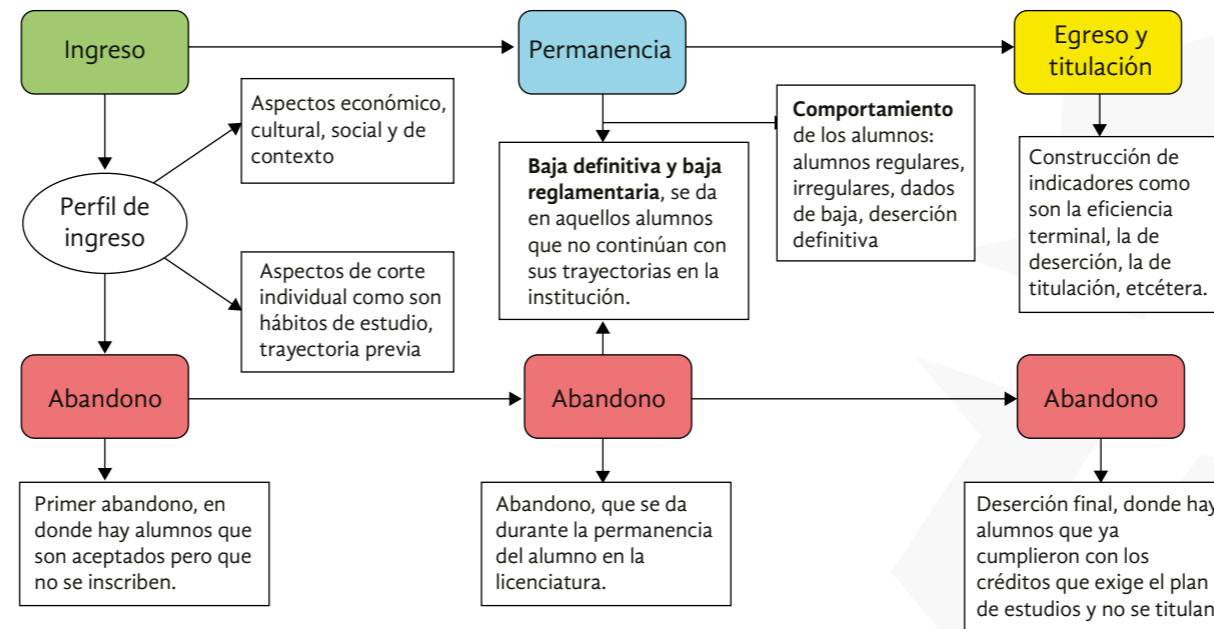 Ingreso
Permanencia
Egreso y
titulación
Aspectos económico,
cultural, social y de
contexto
Comportamiento
de los alumnos:
alumnos regulares,
irregulares, dados
de baja, deserción
definitiva
Baja definitiva y baja
reglamentaria, se da
en aquellos alumnos
que no continúan con
sus trayectorias en la
institución.
Construcción de
indicadores como
son la eficiencia
terminal, la de
deserción, la de
titulación, etcétera.
Perfil de
ingreso
Aspectos de corte
individual como son
hábitos de estudio,
trayectoria previa
Abandono
Abandono
Abandono
Primer abandono, en
donde hay alumnos que
son aceptados pero que
no se inscriben.
Abandono, que se da
durante la permanencia
del alumno en la
licenciatura.
Deserción final, donde hay
alumnos que ya
cumplieron con los
créditos que exige el plan
de estudios y no se titulan